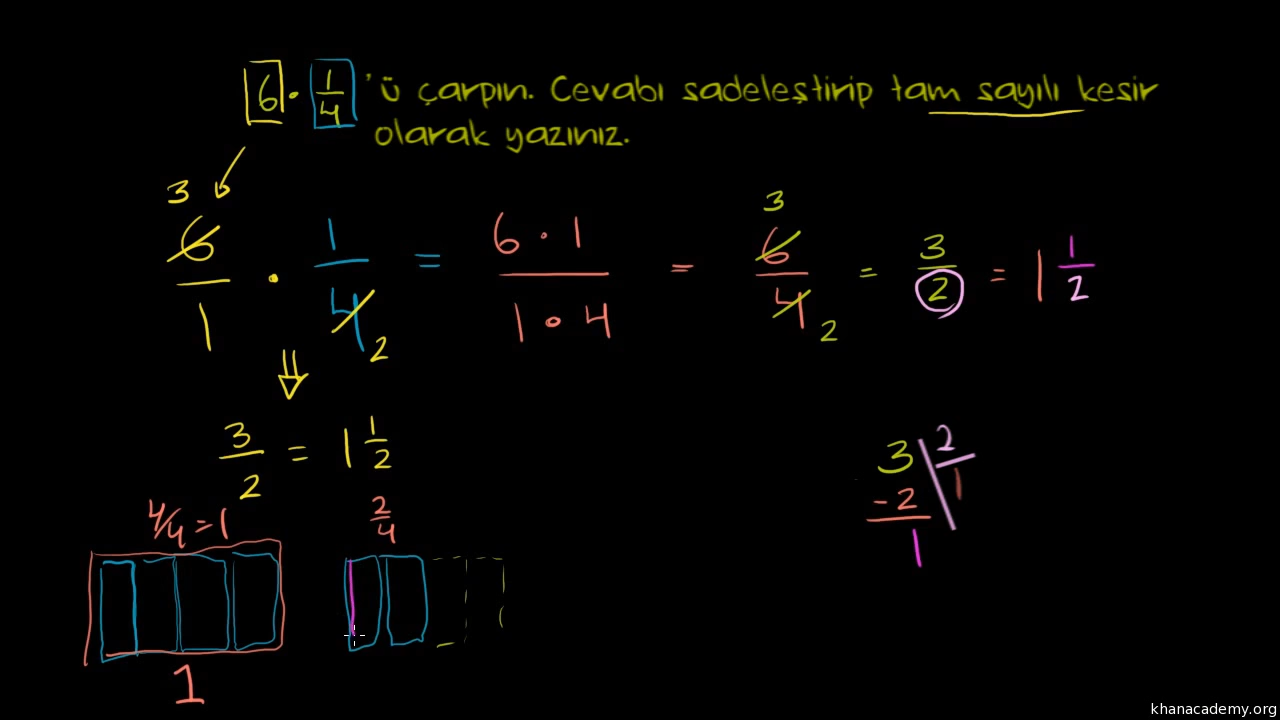 6 · 1/4 'ü çarpın. Cevabı sadeleştirip tam sayılı kesir
olarak yazınız.
3 3
6/1 · 1/4 = 6 · 1/1 · 4 = 6/4 = 3/2 = 1 1/2
2 2
3/2 = 1 1/2
3 2
-2 1
1
4/4 = 1 2/4
1
khanacademy.org